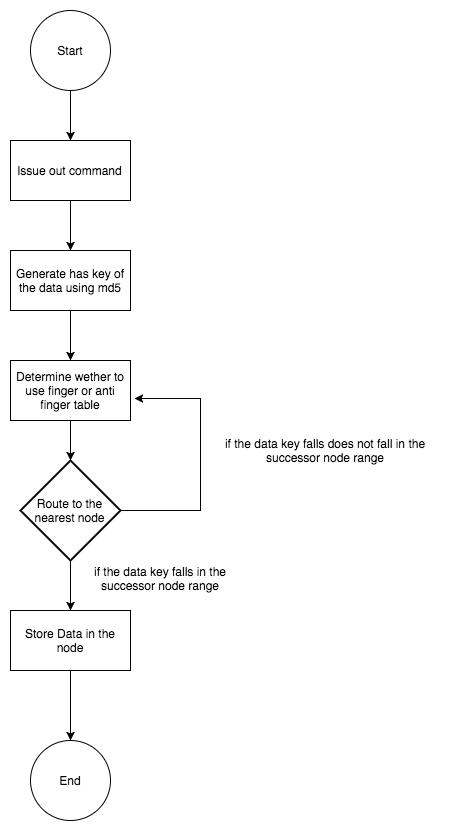 Start
Issue out command
Generate has key of
the data using md5
Determine wether to
use finger or anti
finger table
if the data key falls does not fall in the
successor node range
Route to the
nearest node
if the data key falls in the
successor node range
Store Data in the
node
End